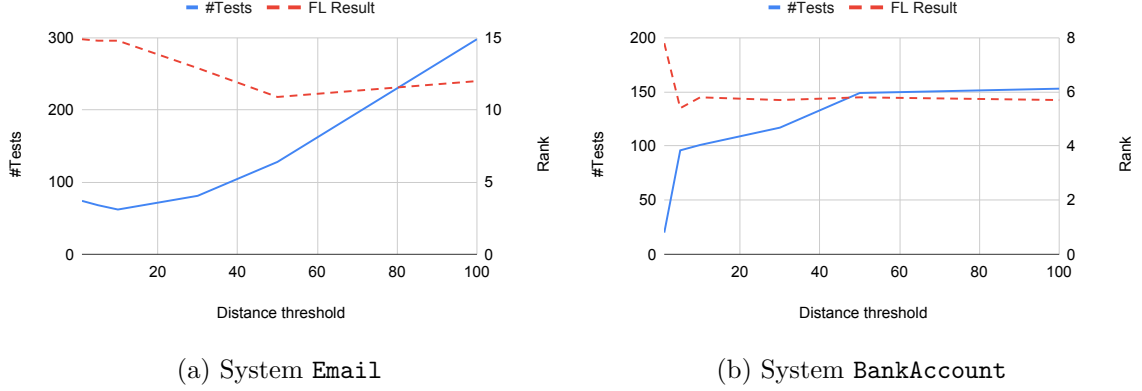 #Tests FL Result
300
200
100
0
15
10
5
0
#Tests
Rank
20 40 60 80 100
Distance threshold
(a) System Email
#Tests FL Result
200
150
100
50
0
8
6
4
2
0
#Tests
Rank
20 40 60 80 100
Distance threshold
(b) System BankAccount